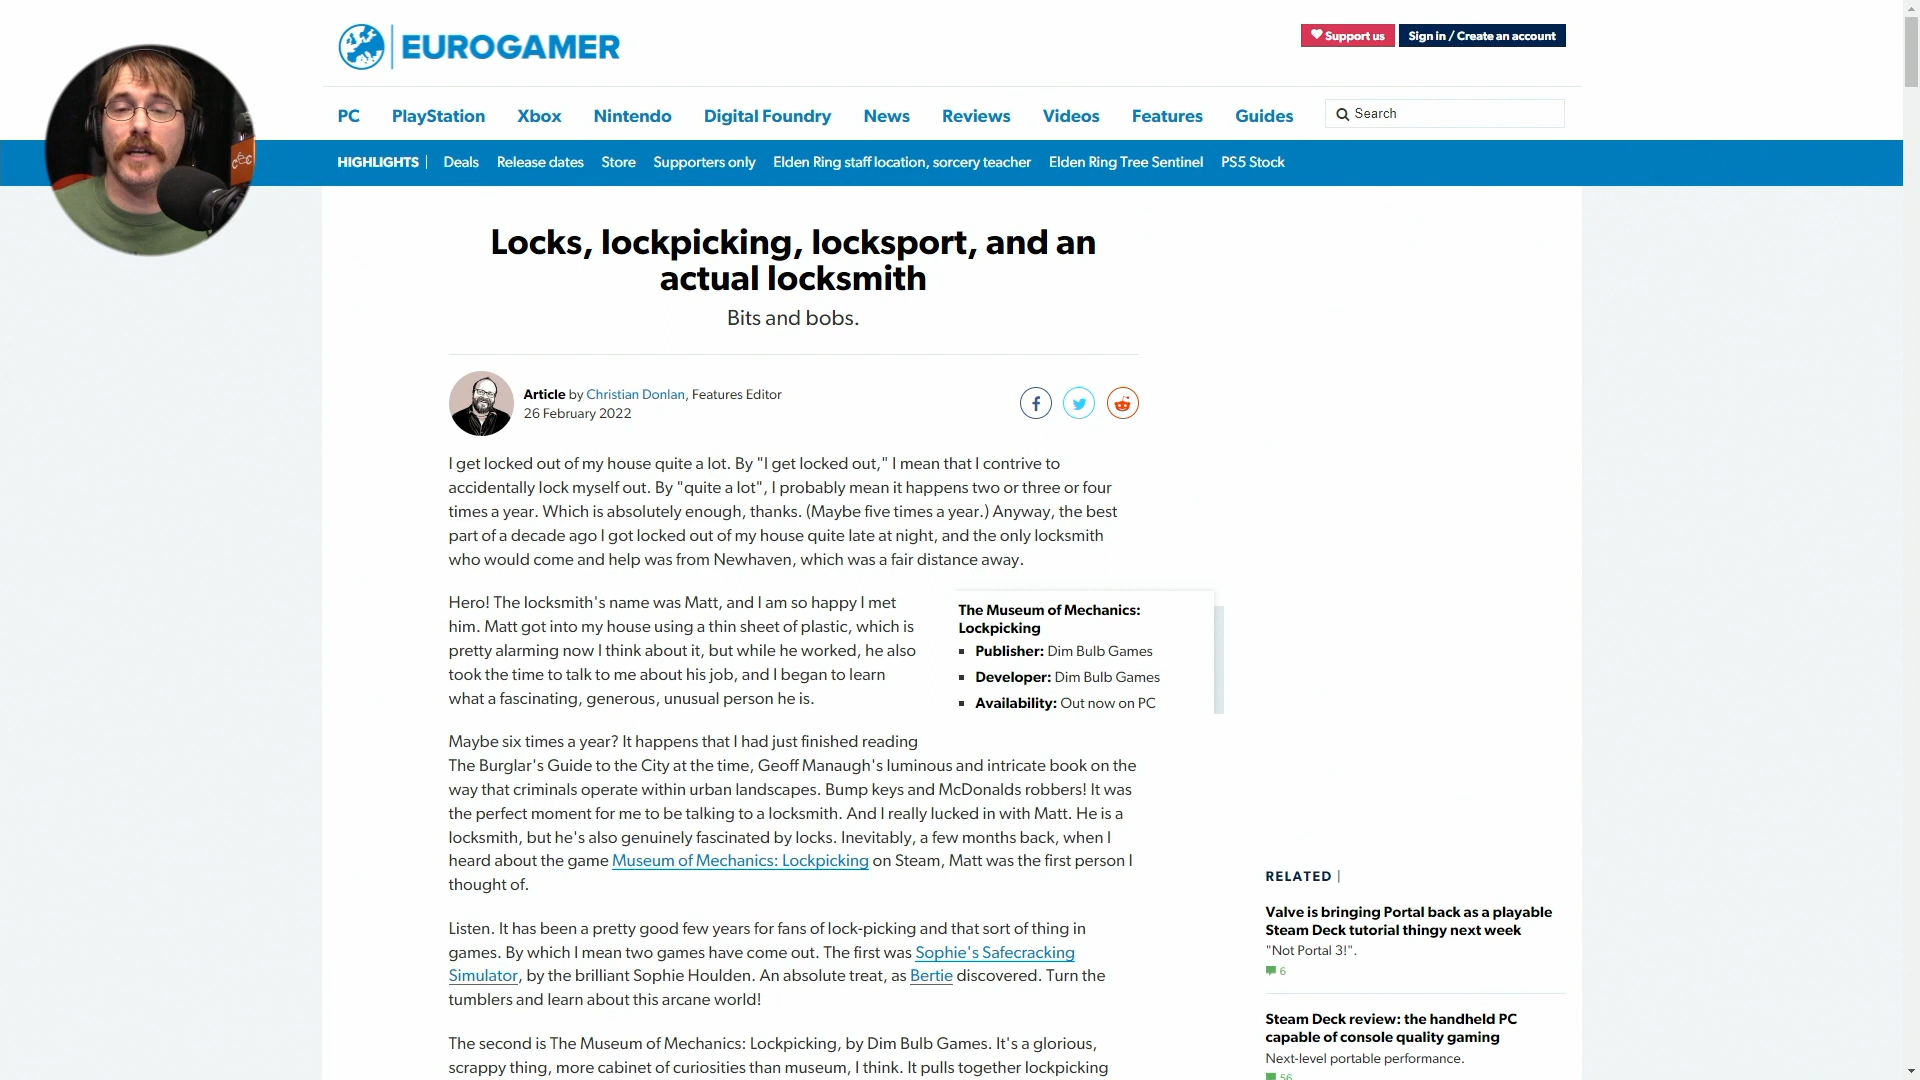 EUROGAMER
Support us
Sign in / Create an account
PC PlayStation Xbox Nintendo Digital Foundry News Reviews Videos Features Guides
Search
HIGHLIGHTS | Deals Release dates Store Supporters only Elden Ring staff location, sorcery teacher Elden Ring Tree Sentinel PS5 Stock
Locks, lockpicking, locksport, and an
actual locksmith
Bits and bobs.
Article by Christian Donlan, Features Editor
26 February 2022
I get locked out of my house quite a lot. By "I get locked out," I mean that I contrive to
accidentally lock myself out. By "quite a lot", I probably mean it happens two or three or four
times a year. Which is absolutely enough, thanks. (Maybe five times a year.) Anyway, the best
part of a decade ago I got locked out of my house quite late at night, and the only locksmith
who would come and help was from Newhaven, which was a fair distance away.
Hero! The locksmith's name was Matt, and I am so happy I met
him. Matt got into my house using a thin sheet of plastic, which is
pretty alarming now I think about it, but while he worked, he also
took the time to talk to me about his job, and I began to learn
what a fascinating, generous, unusual person he is.
The Museum of Mechanics:
Lockpicking
Publisher: Dim Bulb Games
Developer: Dim Bulb Games
Availability: Out now on PC
Maybe six times a year? It happens that I had just finished reading
The Burglar's Guide to the City at the time, Geoff Manaugh's luminous and intricate book on the
way that criminals operate within urban landscapes. Bump keys and McDonalds robbers! It was
the perfect moment for me to be talking to a locksmith. And I really lucked in with Matt. He is a
locksmith, but he's also genuinely fascinated by locks. Inevitably, a few months back, when I
heard about the game Museum of Mechanics: Lockpicking on Steam, Matt was the first person I
thought of.
Listen. It has been a pretty good few years for fans of lock-picking and that sort of thing in
games. By which I mean two games have come out. The first was Sophie's Safecracking
Simulator, by the brilliant Sophie Houlden. An absolute treat, as Bertie discovered. Turn the
tumblers and learn about this arcane world!
The second is The Museum of Mechanics: Lockpicking, by Dim Bulb Games. It's a glorious,
scrappy thing, more cabinet of curiosities than museum, I think. It pulls together lockpicking
RELATED |
Valve is bringing Portal back as a playable
Steam Deck tutorial thingy next week
"Not Portal 3!".
6
Steam Deck review: the handheld PC
capable of console quality gaming
Next-level portable performance.
56